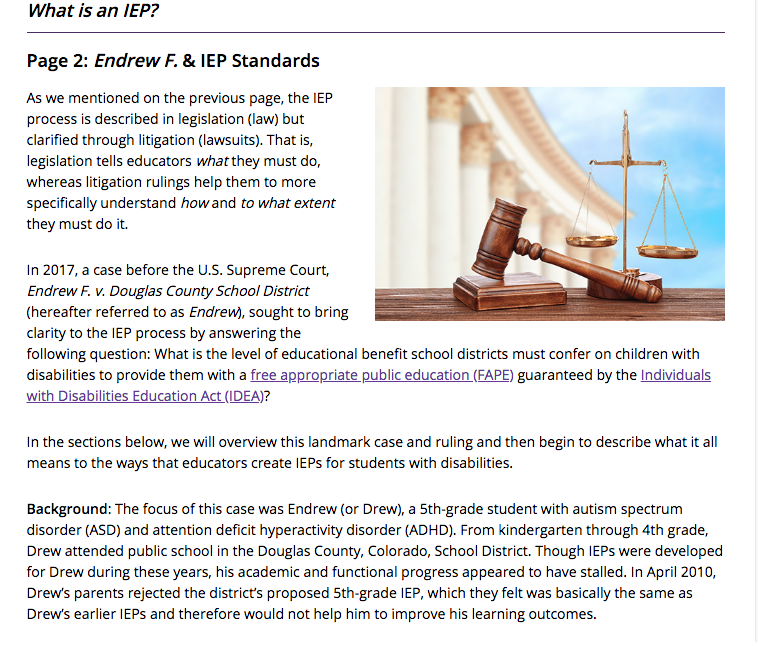 What is an IEP?
Page 2: Endrew F. & IEP Standards
As we mentioned on the previous page, the IEP
process is described in legislation (law) but
clarified through litigation (lawsuits). That is,
legislation tells educators what they must do,
whereas litigation rulings help them to more
specifically understand how and to what extent
they must do it.
In 2017, a case before the U.S. Supreme Court,
Endrew F. v. Douglas County School District
(hereafter referred to as Endrew), sought to bring
clarity to the IEP process by answering the
following question: What is the level of educational benefit school districts must confer on children with
disabilities to provide them with a free appropriate public education (FAPE) guaranteed by the Individuals
with Disabilities Education Act (IDEA)?
In the sections below, we will overview this landmark case and ruling and then begin to describe what it all
means to the ways that educators create IEPs for students with disabilities.
Background: The focus of this case was Endrew (or Drew), a 5th-grade student with autism spectrum
disorder (ASD) and attention deficit hyperactivity disorder (ADHD). From kindergarten through 4th grade,
Drew attended public school in the Douglas County, Colorado, School District. Though IEPs were developed
for Drew during these years, his academic and functional progress appeared to have stalled. In April 2010,
Drew's parents rejected the district's proposed 5th-grade IEP, which they felt was basically the same as
Drew's earlier IEPs and therefore would not help him to improve his learning outcomes.